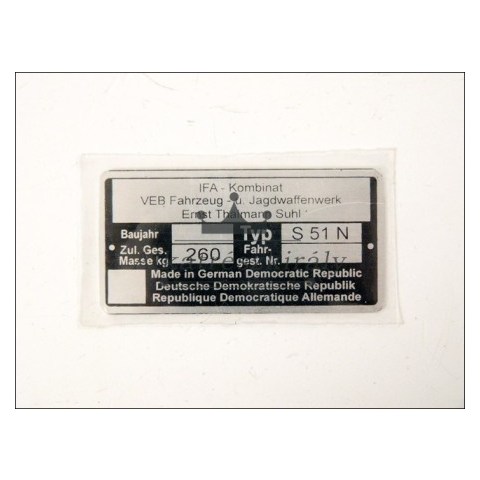 IFA - Kombinat
VEB Fahrzeug - u. Jagdwaffenwerk
Ernst Thälmann Suhl
Baujahr Typ S 51 N
Zul. Ges. Masse kg 260 Fahr- gest. Nr.
Made in German Democratic Republic
Deutsche Demokratische Republik
Republique Democratique Allemande